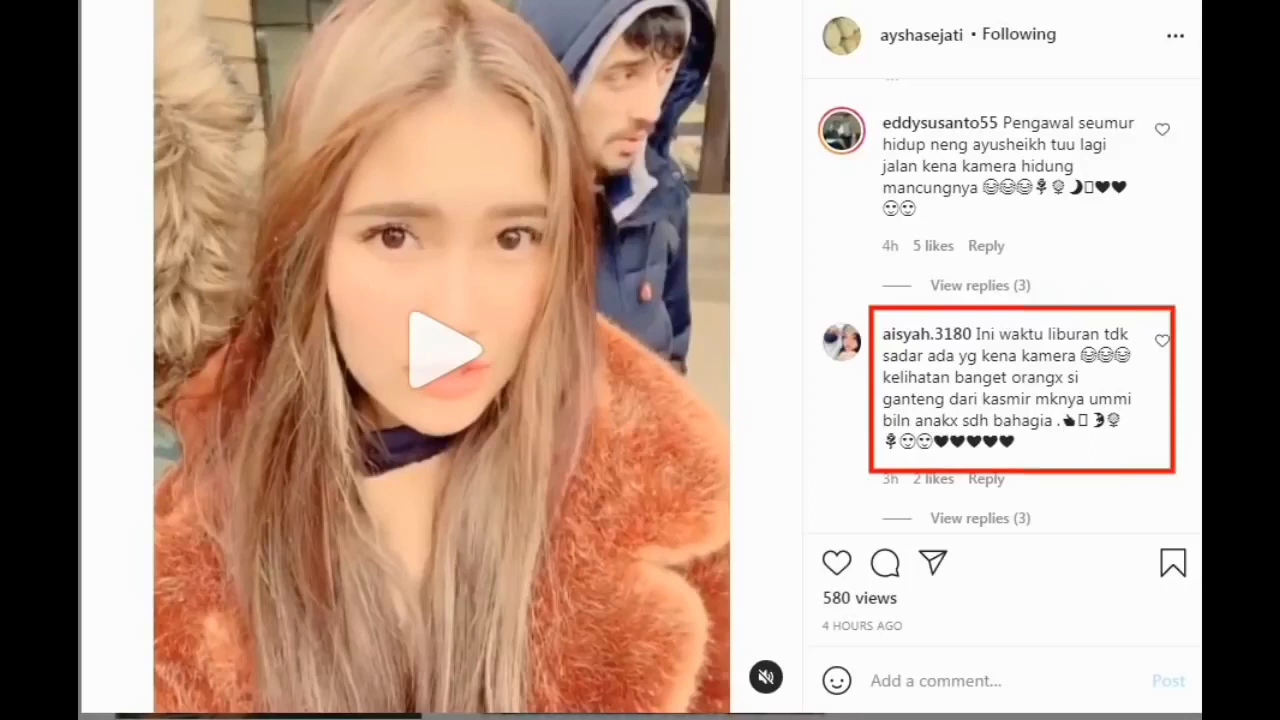 ayshasejati • Following
eddysusanto55 Pengawal seumur
hidup neng ayusheikh tuu lagi
jalan kena kamera hidung
mancungnya 😂😂😂🌷🌹🌙▯♥♥
😍😍
4h 5 likes Reply
View replies (3)
aisyah.3180 Ini waktu liburan tdk
sadar ada yg kena kamera 😂😂😂
kelihatan banget orangx si
ganteng dari kasmir mknya ummi
biln anakx sdh bahagia .👍▯🌛🌹
🌷😍😍♥♥♥♥♥
3h 2 likes Reply
View replies (3)
580 views
4 HOURS AGO
Add a comment... Post